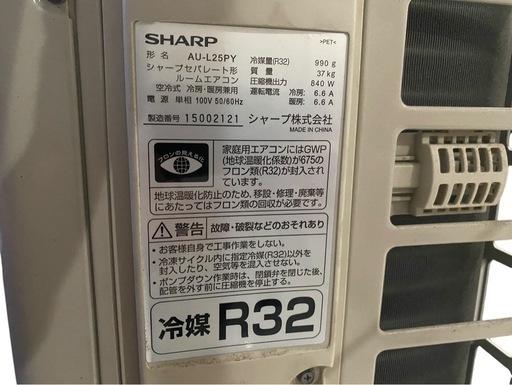 SHARP
>PET<
形 名 AU-L25PY
シャープセパレート形
ルームエアコン
空冷式 冷房・暖房兼用
電 源 単相 100V 50/60Hz
冷媒量(R32) 990 g
質 量 37 kg
圧縮機出力 840 W
運転電流 冷房: 6.6 A
暖房: 6.6 A
製造番号 15002121
シャープ株式会社
MADE IN CHINA
フロンの見える化
家庭用エアコンにはGWP
(地球温暖化係数)が675の
フロン類(R32)が封入され
ています。
地球温暖化防止のため、移設・修理・廃棄等
にあたってはフロン類の回収が必要です。
警告 故障・破裂などのおそれあり
・お客様自身で工事作業をしない。
・冷凍サイクル内に指定冷媒(R32)以外を
封入したり、空気等を混入させない。
・ポンプダウン作業時は、閉鎖弁を閉じた後、
配管を外す前に圧縮機を停止する。
冷媒 R32